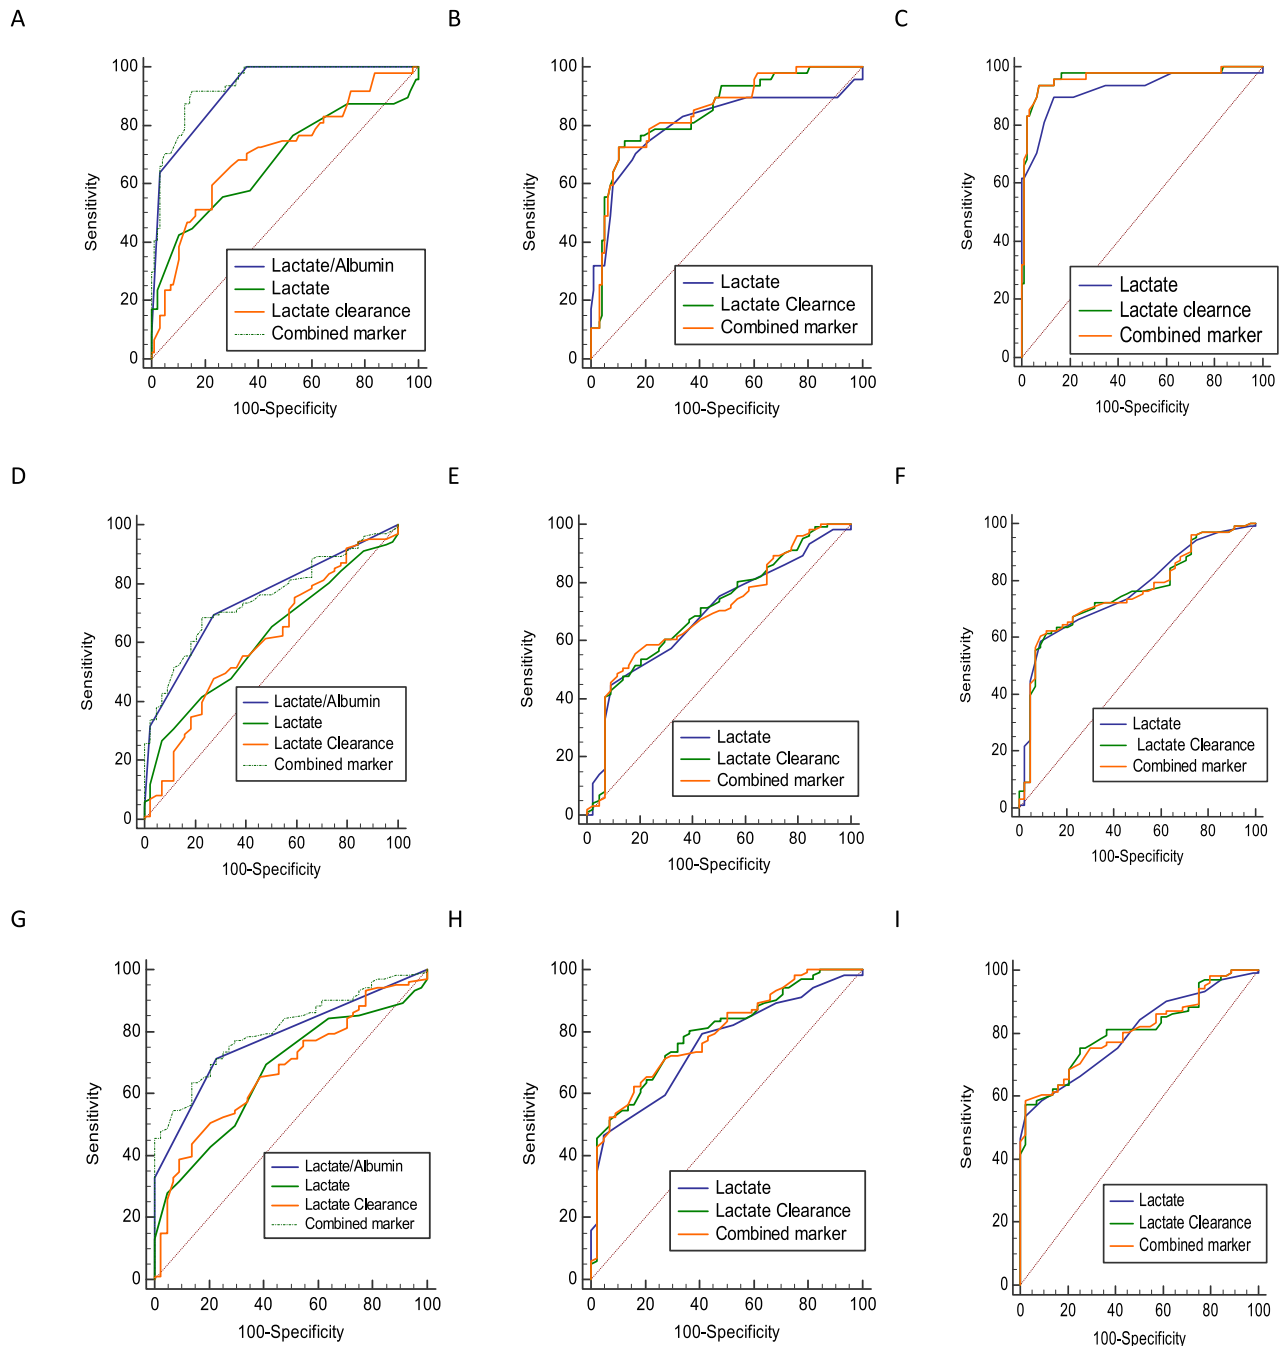 A
100
80
60
40
20
0
Sensitivity
Lactate/Albumin
Lactate
Lactate clearance
Combined marker
0 20 40 60 80 100
100-Specificity
B
100
80
60
40
20
0
Sensitivity
Lactate
Lactate Clearnce
Combined marker
0 20 40 60 80 100
100-Specificity
C
100
80
60
40
20
0
Sensitivity
Lactate
Lactate clearnce
Combined marker
0 20 40 60 80 100
100-Specificity
D
100
80
60
40
20
0
Sensitivity
Lactate/Albumin
Lactate
Lactate Clearance
Combined marker
0 20 40 60 80 100
100-Specificity
E
100
80
60
40
20
0
Sensitivity
Lactate
Lactate Clearanc
Combined marker
0 20 40 60 80 100
100-Specificity
F
100
80
60
40
20
0
Sensitivity
Lactate
Lactate Clearance
Combined marker
0 20 40 60 80 100
100-Specificity
G
100
80
60
40
20
0
Sensitivity
Lactate/Albumin
Lactate
Lactate Clearance
Combined marker
0 20 40 60 80 100
100-Specificity
H
100
80
60
40
20
0
Sensitivity
Lactate
Lactate Clearance
Combined marker
0 20 40 60 80 100
100-Specificity
I
100
80
60
40
20
0
Sensitivity
Lactate
Lactate Clearance
Combined marker
0 20 40 60 80 100
100-Specificity